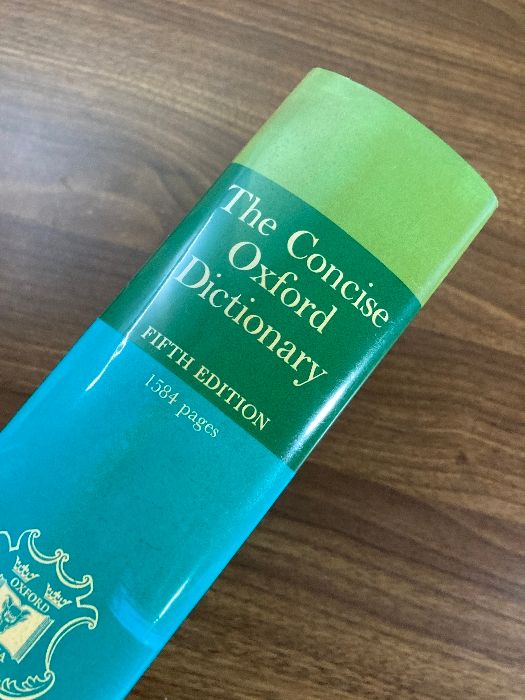 The Concise
Oxford
Dictionary
FIFTH EDITION
1584 pages
OXFORD